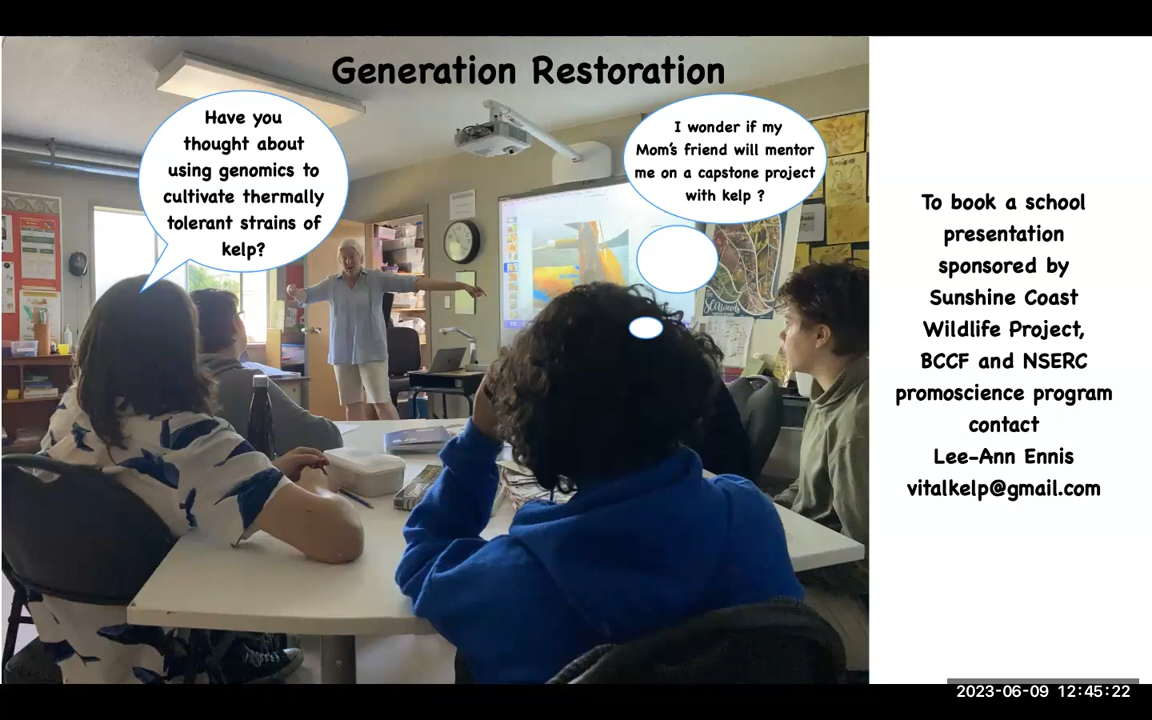 Generation Restoration
Have you
thought about
using genomics to
cultivate thermally
tolerant strains of
kelp?
I wonder if my
Mom's friend will mentor
me on a capstone project
with kelp ?
SEAWEEDS
To book a school
presentation
sponsored by
Sunshine Coast
Wildlife Project,
BCCF and NSERC
promoscience program
contact
Lee-Ann Ennis
vitalkelp@gmail.com
2023-06-09 12:45:22